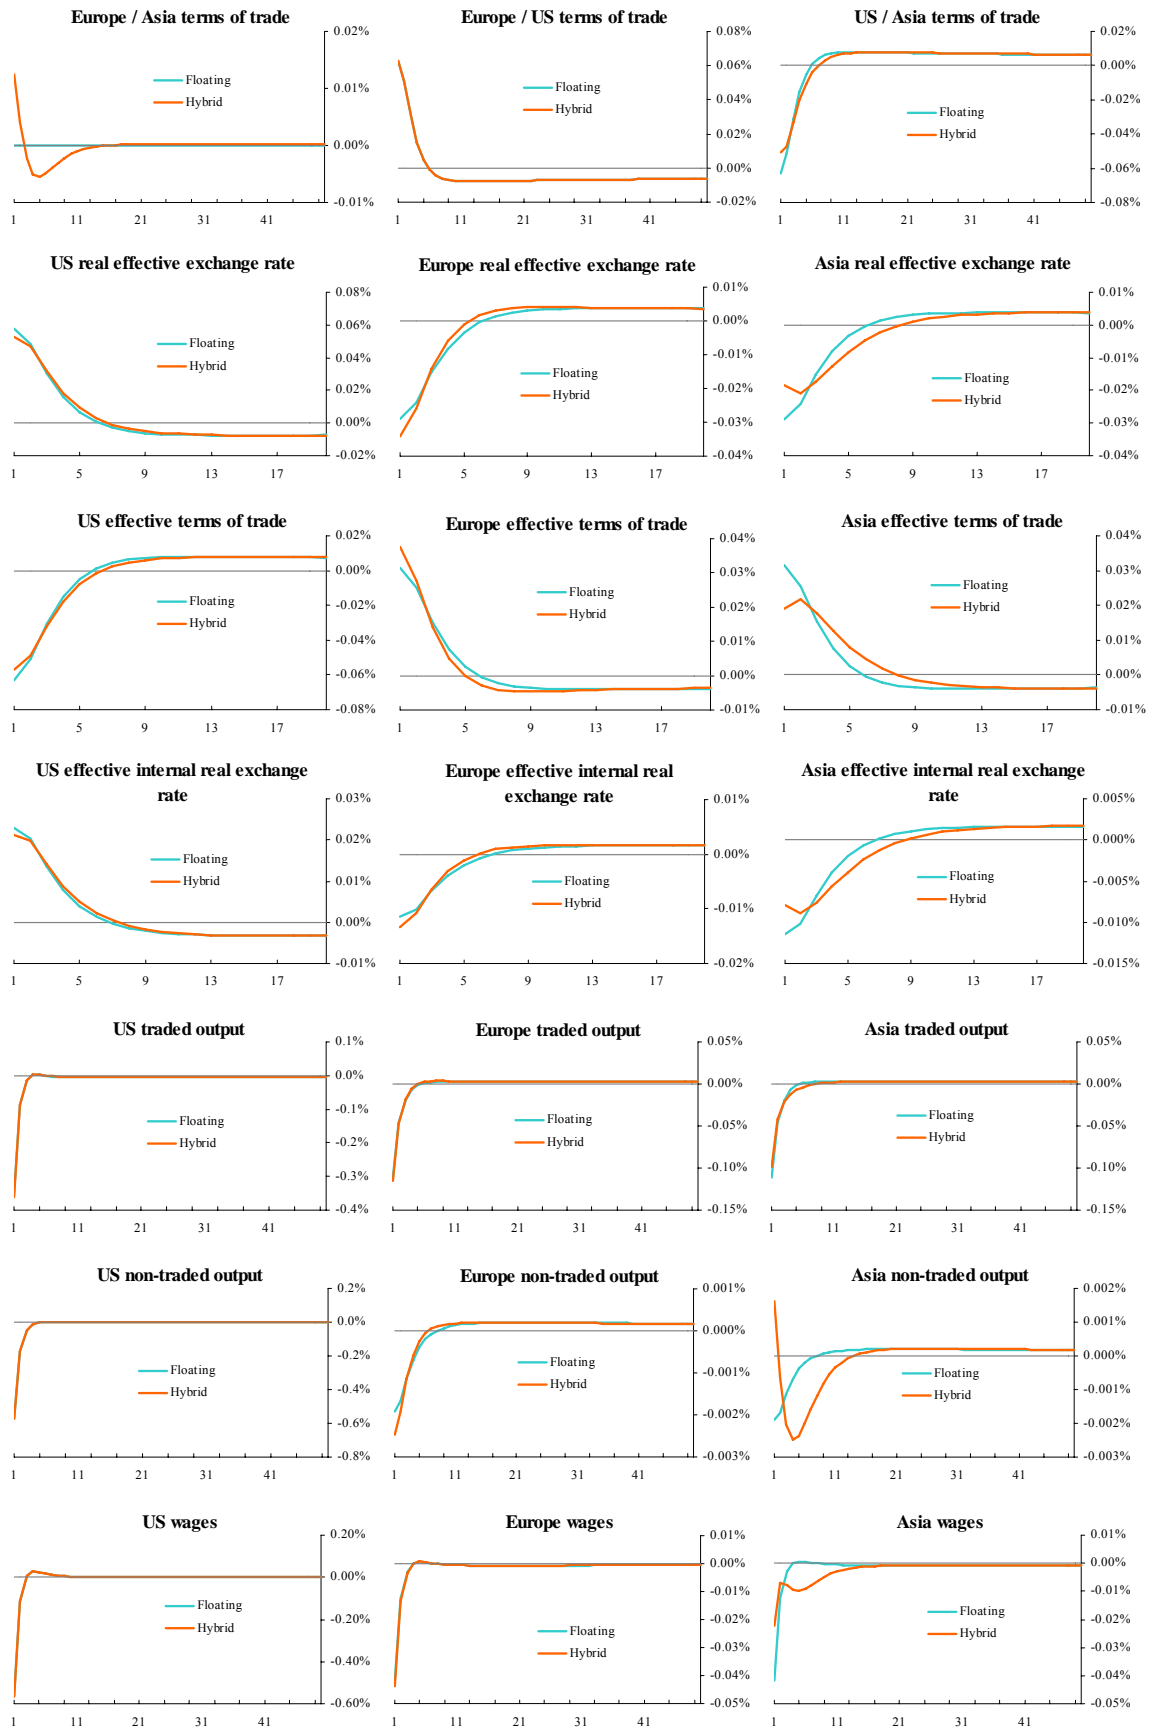 Europe / Asia terms of trade
0.02%
0.01%
0.00%
-0.01%
Floating
Hybrid
1 11 21 31 41
Europe / US terms of trade
0.08%
0.06%
0.04%
0.02%
0.00%
-0.02%
Floating
Hybrid
1 11 21 31 41
US / Asia terms of trade
0.02%
0.00%
-0.02%
-0.04%
-0.06%
-0.08%
Floating
Hybrid
1 11 21 31 41
US real effective exchange rate
0.08%
0.06%
0.04%
0.02%
0.00%
-0.02%
Floating
Hybrid
1 5 9 13 17
Europe real effective exchange rate
0.01%
0.00%
-0.01%
-0.02%
-0.03%
-0.04%
Floating
Hybrid
1 5 9 13 17
Asia real effective exchange rate
0.01%
0.00%
-0.01%
-0.02%
-0.03%
-0.04%
Floating
Hybrid
1 5 9 13 17
US effective terms of trade
0.02%
0.00%
-0.02%
-0.04%
-0.06%
-0.08%
Floating
Hybrid
1 5 9 13 17
Europe effective terms of trade
0.04%
0.03%
0.02%
0.01%
0.00%
-0.01%
Floating
Hybrid
1 5 9 13 17
Asia effective terms of trade
0.04%
0.03%
0.02%
0.01%
0.00%
-0.01%
Floating
Hybrid
1 5 9 13 17
US effective internal real exchange
rate
0.03%
0.02%
0.01%
0.00%
-0.01%
Floating
Hybrid
1 5 9 13 17
Europe effective internal real
exchange rate
0.01%
0.00%
-0.01%
-0.02%
Floating
Hybrid
1 5 9 13 17
Asia effective internal real exchange
rate
0.005%
0.000%
-0.005%
-0.010%
-0.015%
Floating
Hybrid
1 5 9 13 17
US traded output
0.1%
0.0%
-0.1%
-0.2%
-0.3%
-0.4%
Floating
Hybrid
1 11 21 31 41
Europe traded output
0.05%
0.00%
-0.05%
-0.10%
-0.15%
Floating
Hybrid
1 11 21 31 41
Asia traded output
0.05%
0.00%
-0.05%
-0.10%
-0.15%
Floating
Hybrid
1 11 21 31 41
US non-traded output
0.2%
0.0%
-0.2%
-0.4%
-0.6%
-0.8%
Floating
Hybrid
1 11 21 31 41
Europe non-traded output
0.001%
0.000%
-0.001%
-0.002%
-0.003%
Floating
Hybrid
1 11 21 31 41
Asia non-traded output
0.002%
0.001%
0.000%
-0.001%
-0.002%
-0.003%
Floating
Hybrid
1 11 21 31 41
US wages
0.20%
0.00%
-0.20%
-0.40%
-0.60%
Floating
Hybrid
1 11 21 31 41
Europe wages
0.01%
0.00%
-0.01%
-0.02%
-0.03%
-0.04%
-0.05%
Floating
Hybrid
1 11 21 31 41
Asia wages
0.01%
0.00%
-0.01%
-0.02%
-0.03%
-0.04%
-0.05%
Floating
Hybrid
1 11 21 31 41